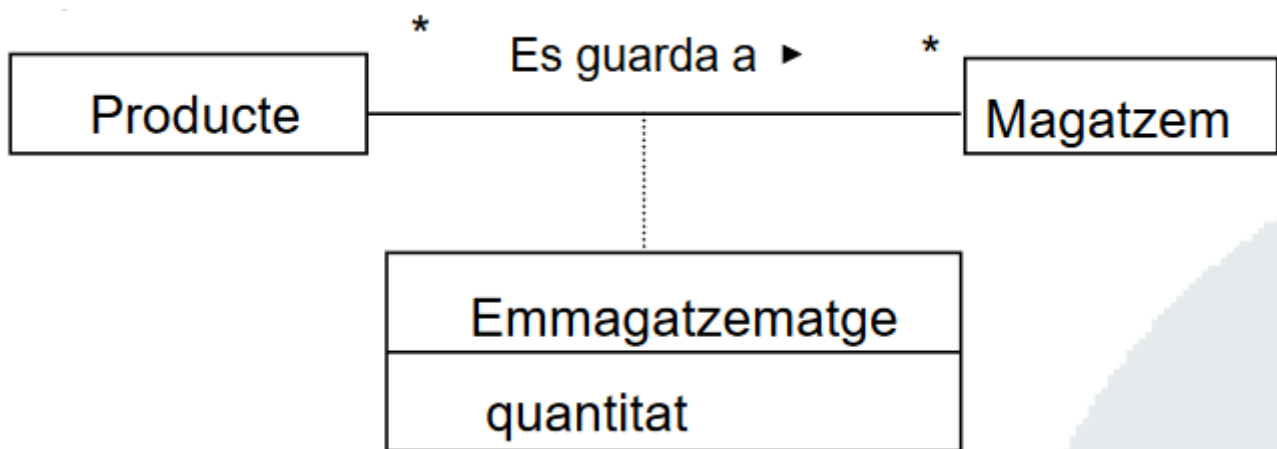 * Es guarda a ► *
Producte
Magatzem
Emmagatzematge
quantitat